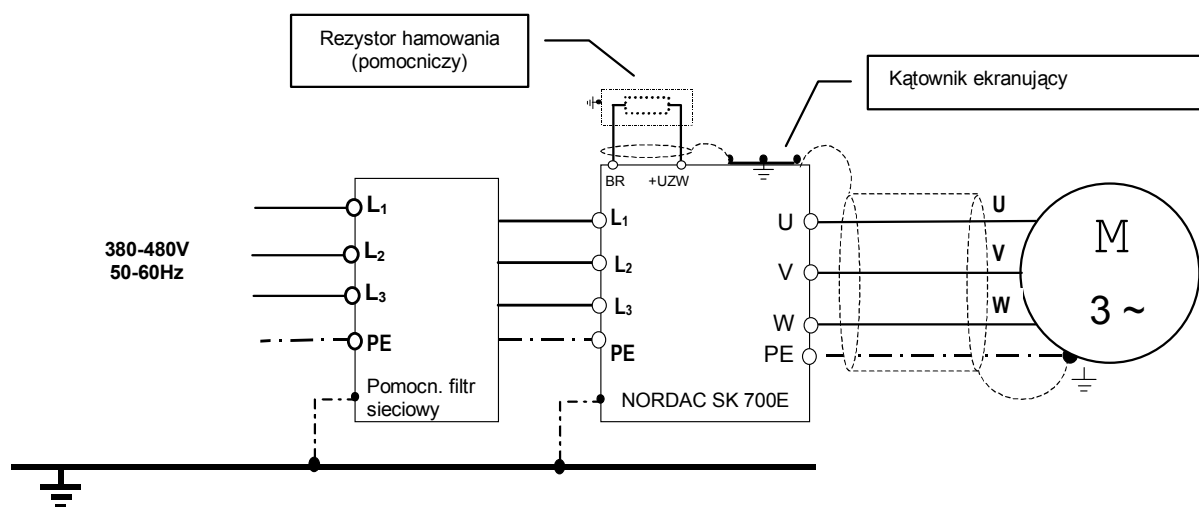 Rezystor hamowania
(pomocniczy)
Kątownik ekranujący
BR
+UZW
380-480V
50-60Hz
L1
L2
L3
PE
Pomocn. filtr
sieciowy
L1
L2
L3
PE
NORDAC SK 700E
U
V
W
PE
U
V
W
M
3 ~